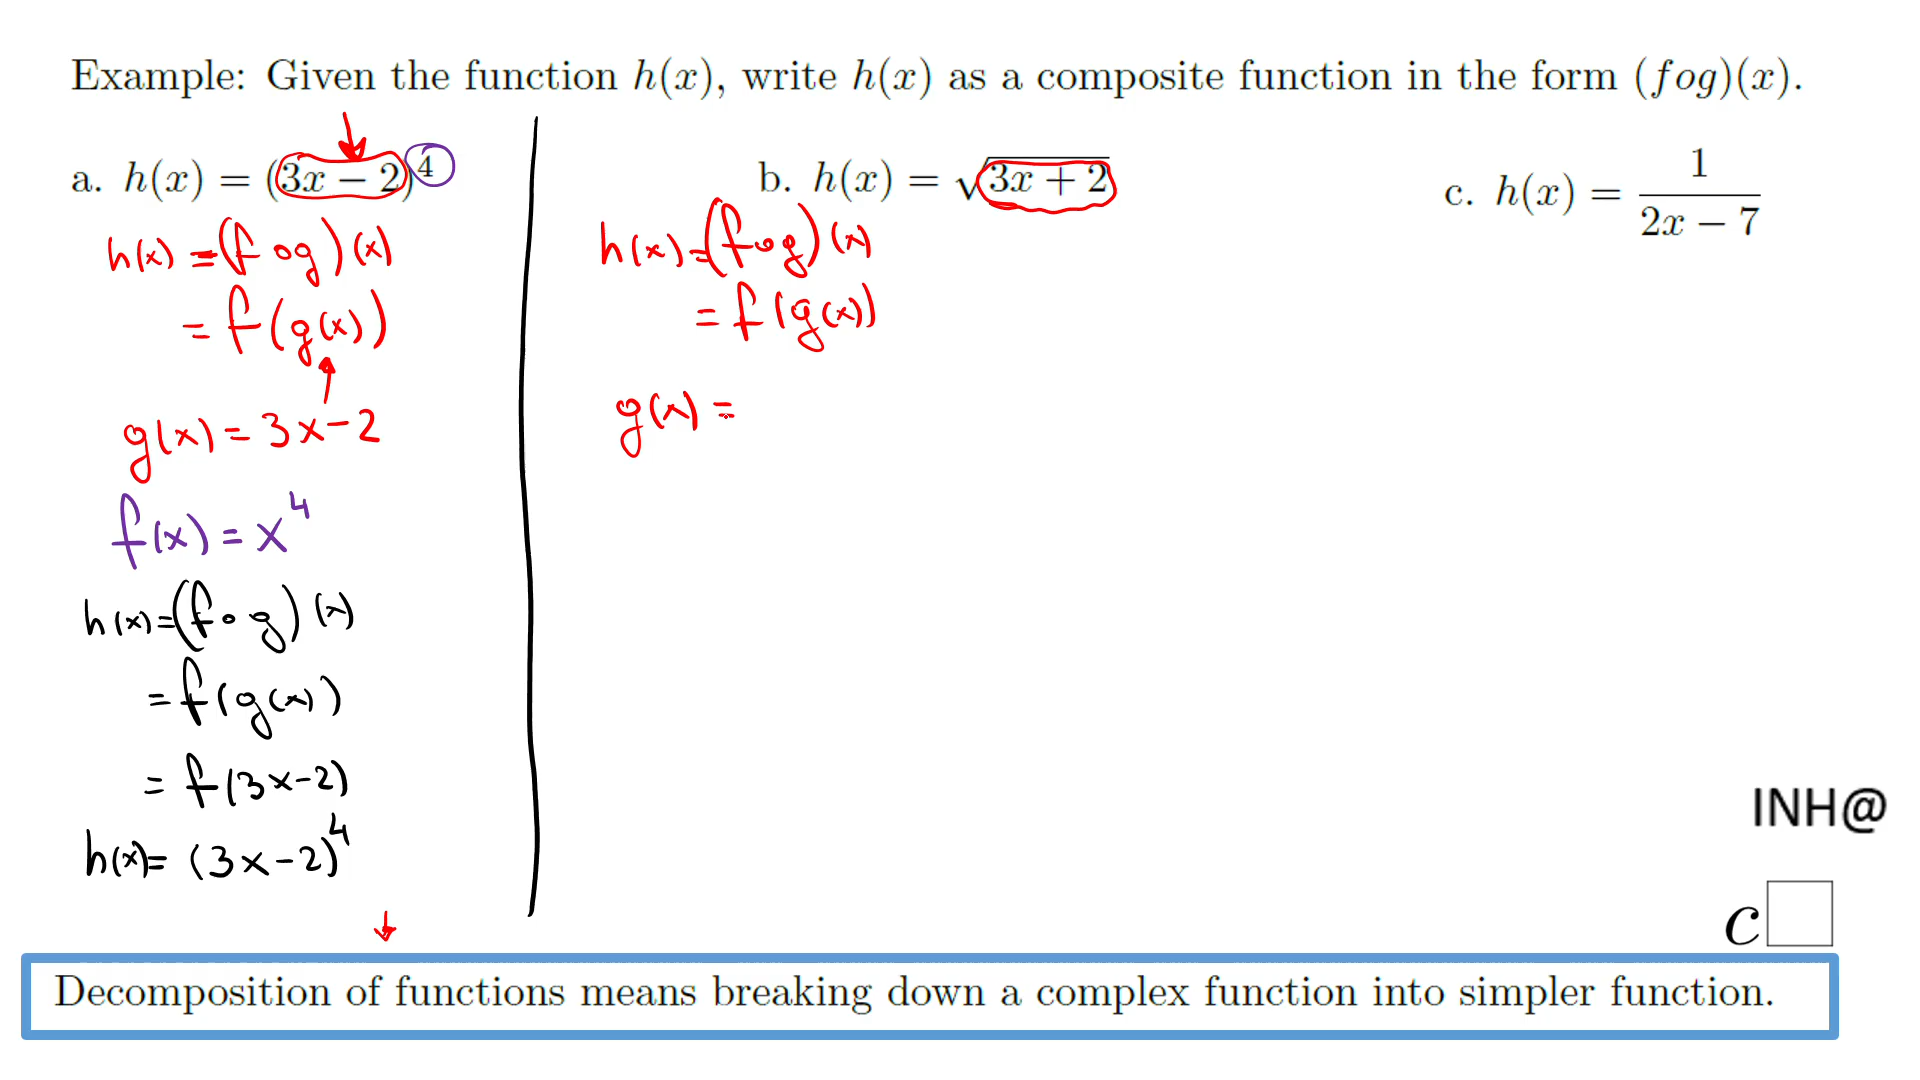 Example: Given the function h(x), write h(x) as a composite function in the form (fog)(x).
a. h(x) = (3x − 2)^4
h(x) = (f o g)(x)
= f(g(x))
g(x) = 3x-2
f(x) = x^4
h(x) = (f o g)(x)
= f(g(x))
= f(3x-2)
h(x) = (3x-2)^4
b. h(x) = √(3x + 2)
h(x) = (f o g)(x)
= f(g(x))
g(x) =
c. h(x) = 1/(2x − 7)
INH@
c
Decomposition of functions means breaking down a complex function into simpler function.